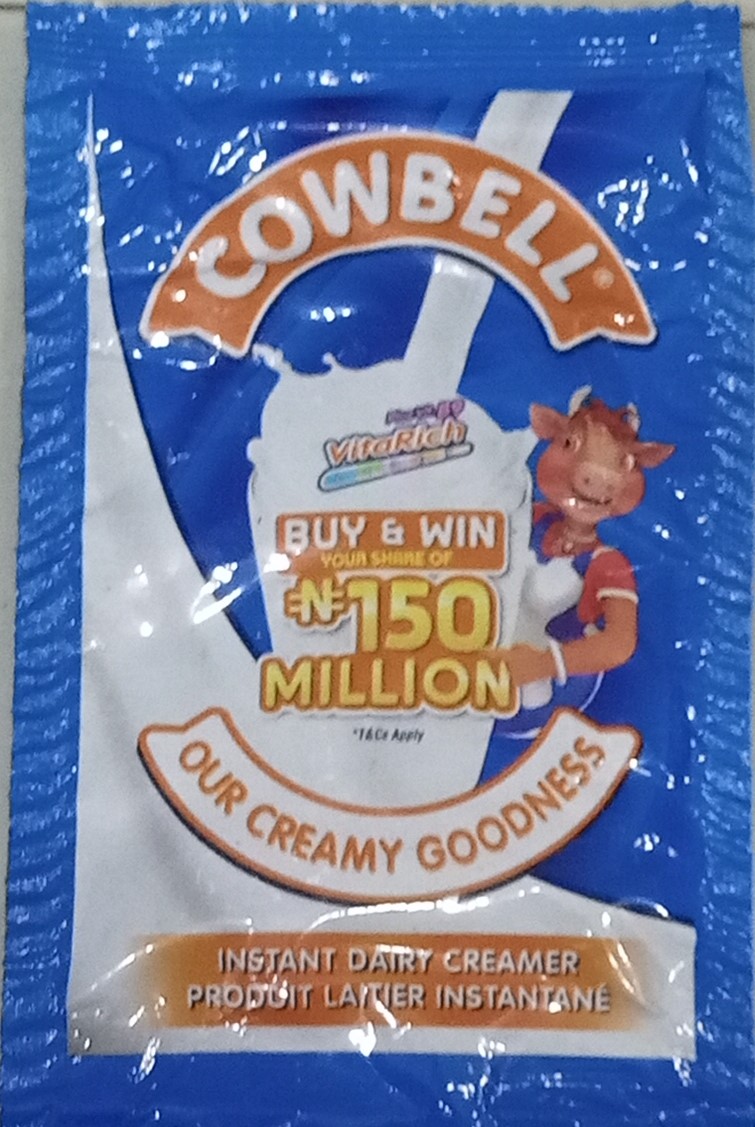 COWBELL®
VitaRich
BUY & WIN
YOUR SHARE OF
₦150
MILLION
*T&Cs Apply
OUR CREAMY GOODNESS
INSTANT DAIRY CREAMER
PRODUIT LAITIER INSTANTANÉ